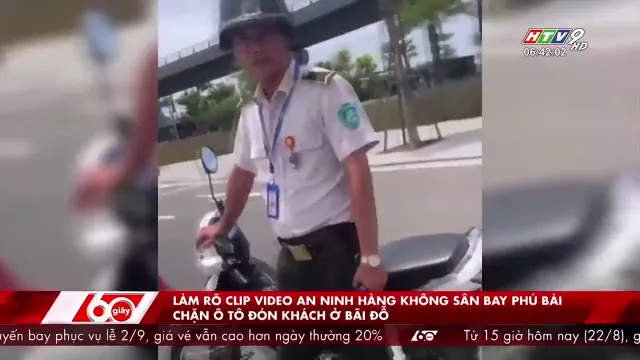 HTV9 HD
06:42:02
60 giây
LÀM RÕ CLIP VIDEO AN NINH HÀNG KHÔNG SÂN BAY PHÚ BÀI
CHẶN Ô TÔ ĐÓN KHÁCH Ở BÃI ĐỖ
uyến bay phục vụ lễ 2/9, giá vé vẫn cao hơn ngày thường 20% 60 Từ 15 giờ hôm nay (22/8), g